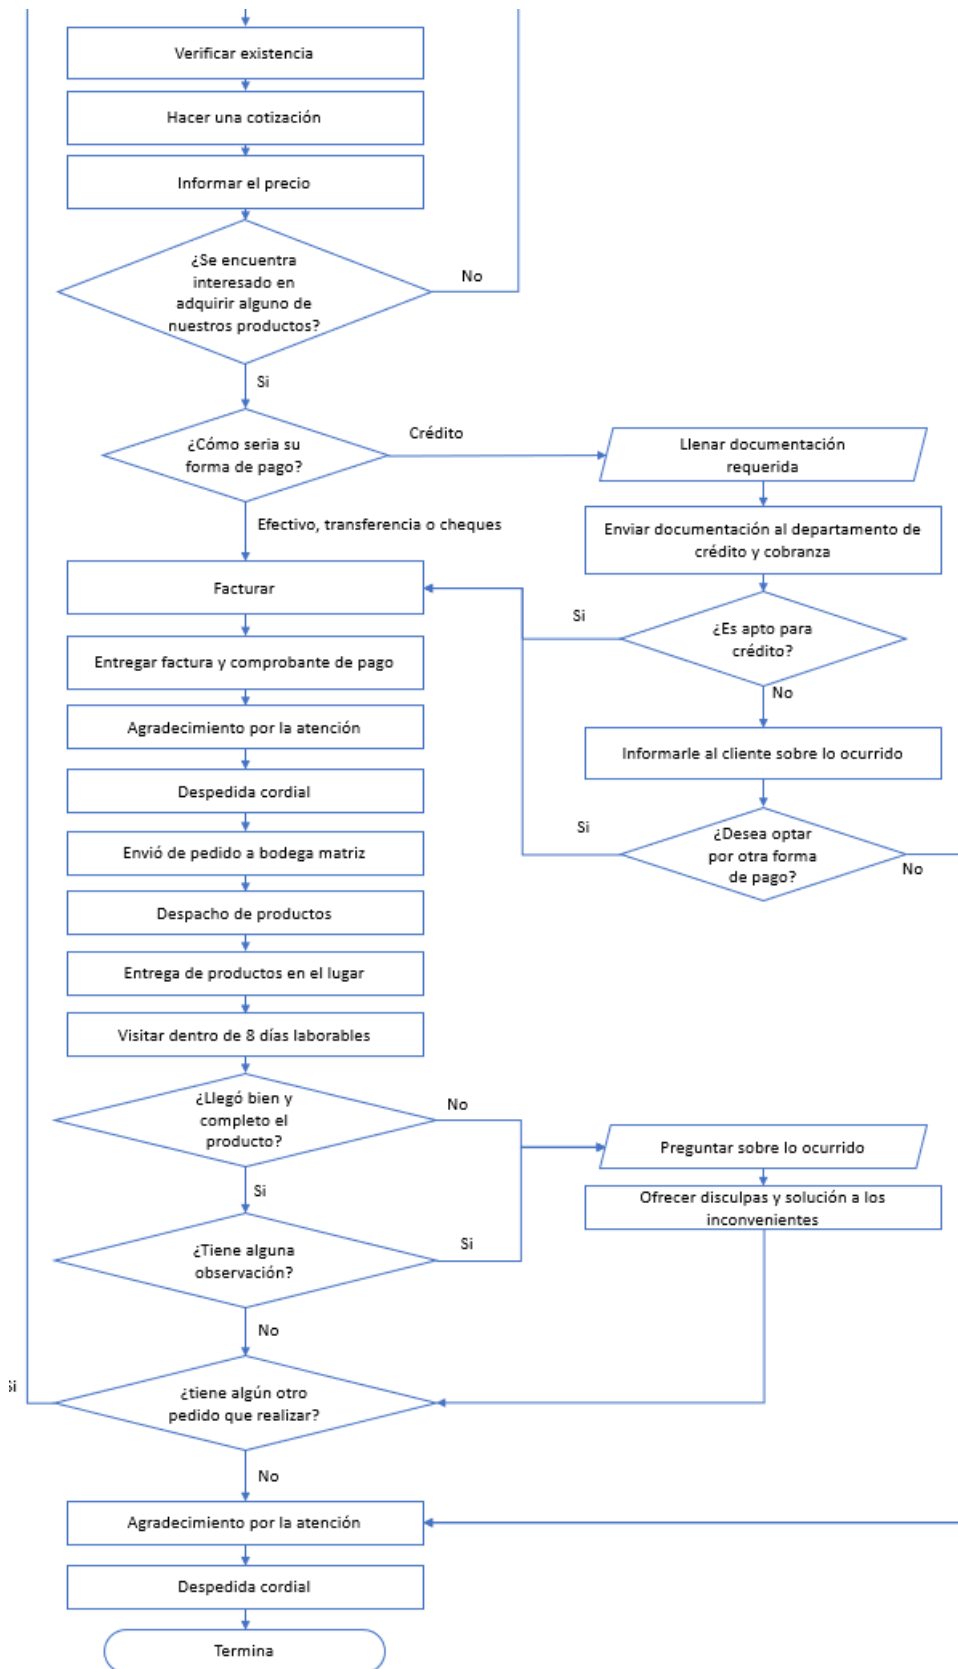 Verificar existencia
Hacer una cotización
Informar el precio
¿Se encuentra
interesado en
adquirir alguno de
nuestros productos?
No
Si
¿Cómo seria su
forma de pago?
Crédito
Llenar documentación
requerida
Efectivo, transferencia o cheques
Enviar documentación al departamento de
crédito y cobranza
Facturar
Si
¿Es apto para
crédito?
No
Entregar factura y comprobante de pago
Agradecimiento por la atención
Informarle al cliente sobre lo ocurrido
Despedida cordial
Si
¿Desea optar
por otra forma
de pago?
No
Envió de pedido a bodega matriz
Despacho de productos
Entrega de productos en el lugar
Visitar dentro de 8 días laborables
¿Llegó bien y
completo el
producto?
No
Preguntar sobre lo ocurrido
Si
Ofrecer disculpas y solución a los
inconvenientes
¿Tiene alguna
observación?
Si
No
Si
¿tiene algún otro
pedido que realizar?
No
Agradecimiento por la atención
Despedida cordial
Termina